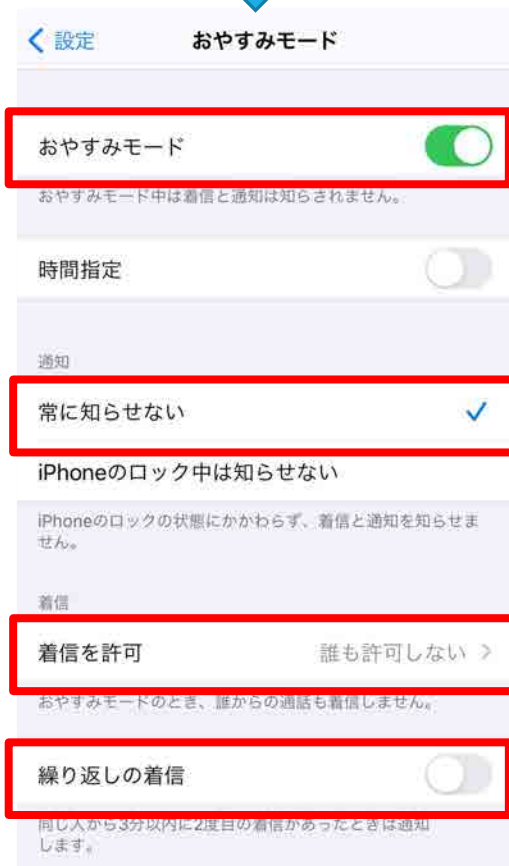 設定 おやすみモード
おやすみモード
おやすみモード中は着信と通知は知らされません。
時間指定
通知
常に知らせない
iPhoneのロック中は知らせない
iPhoneのロックの状態にかかわらず、着信と通知を知らせま
せん。
着信
着信を許可 誰も許可しない
おやすみモードのとき、誰からの通話も着信しません。
繰り返しの着信
同じ人から3分以内に2度目の着信があったときは通知
します。